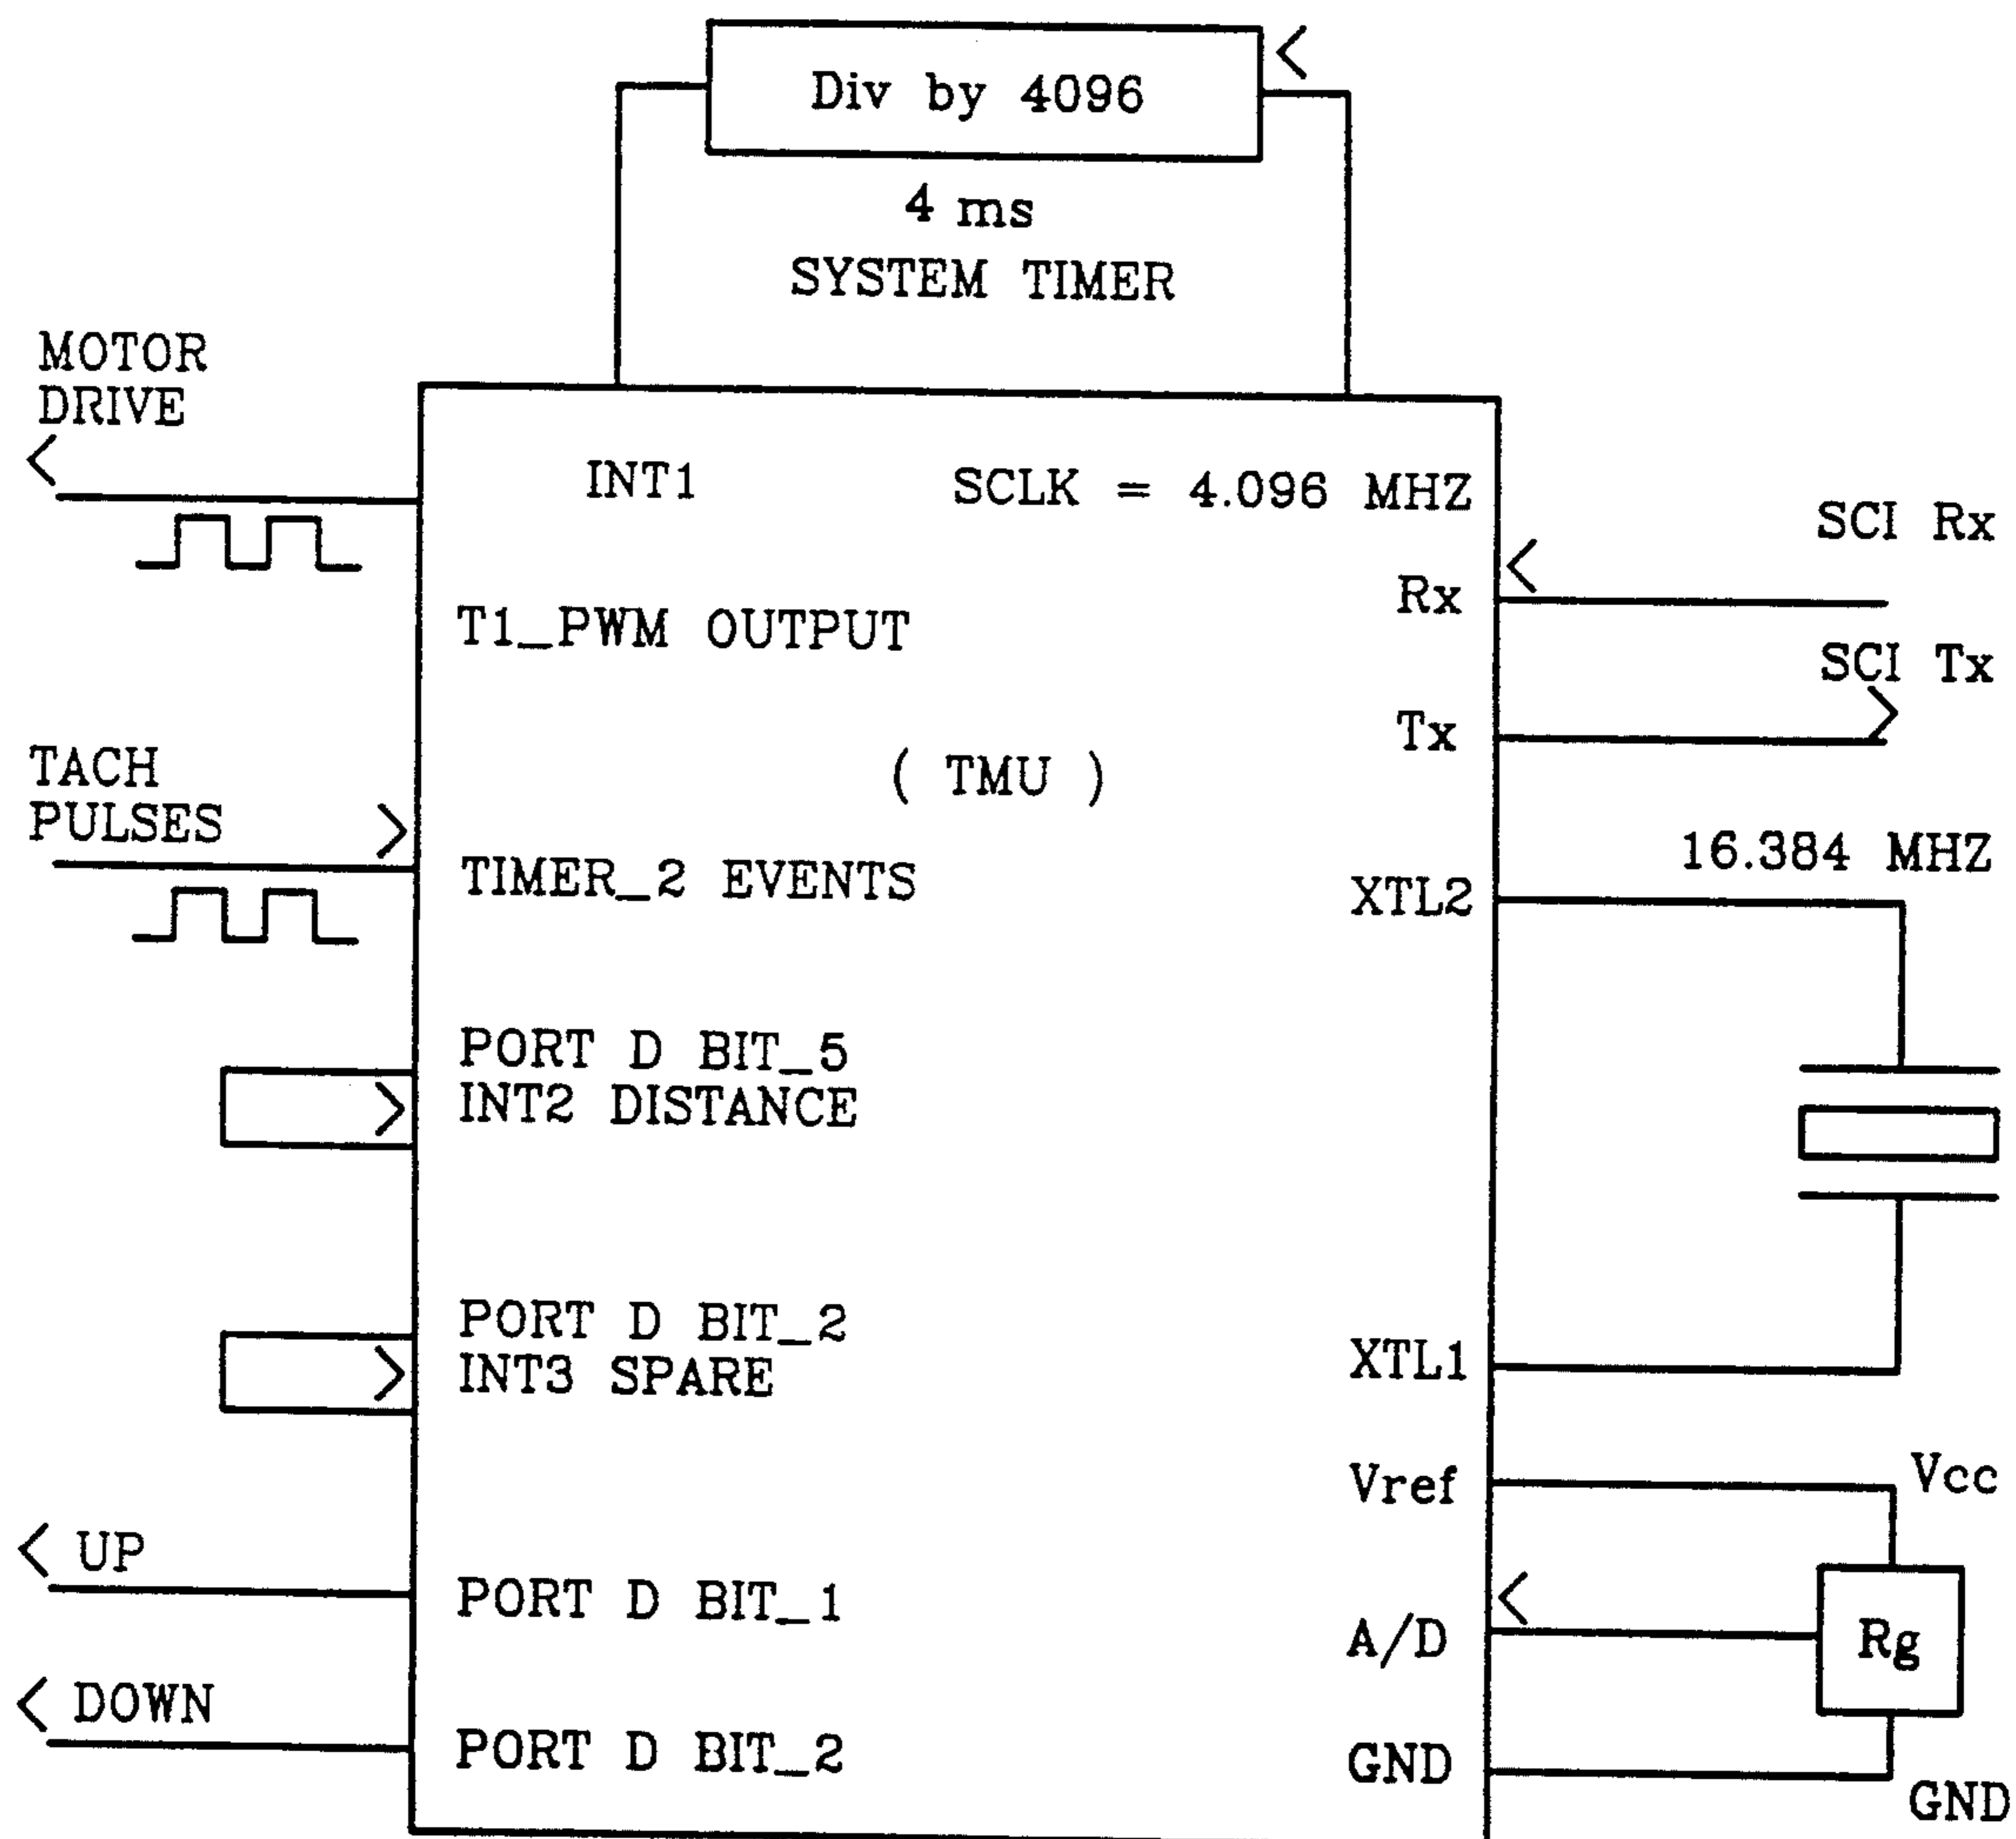 Div by 4096
4 ms
SYSTEM TIMER
MOTOR
DRIVE
INT1
SCLK = 4.096 MHZ
SCI Rx
Rx
T1_PWM OUTPUT
SCI Tx
Tx
( TMU )
TACH
PULSES
TIMER_2 EVENTS
16.384 MHZ
XTL2
PORT D BIT_5
INT2 DISTANCE
PORT D BIT_2
INT3 SPARE
XTL1
Vref
Vcc
UP
PORT D BIT_1
A/D
Rg
DOWN
PORT D BIT_2
GND
GND